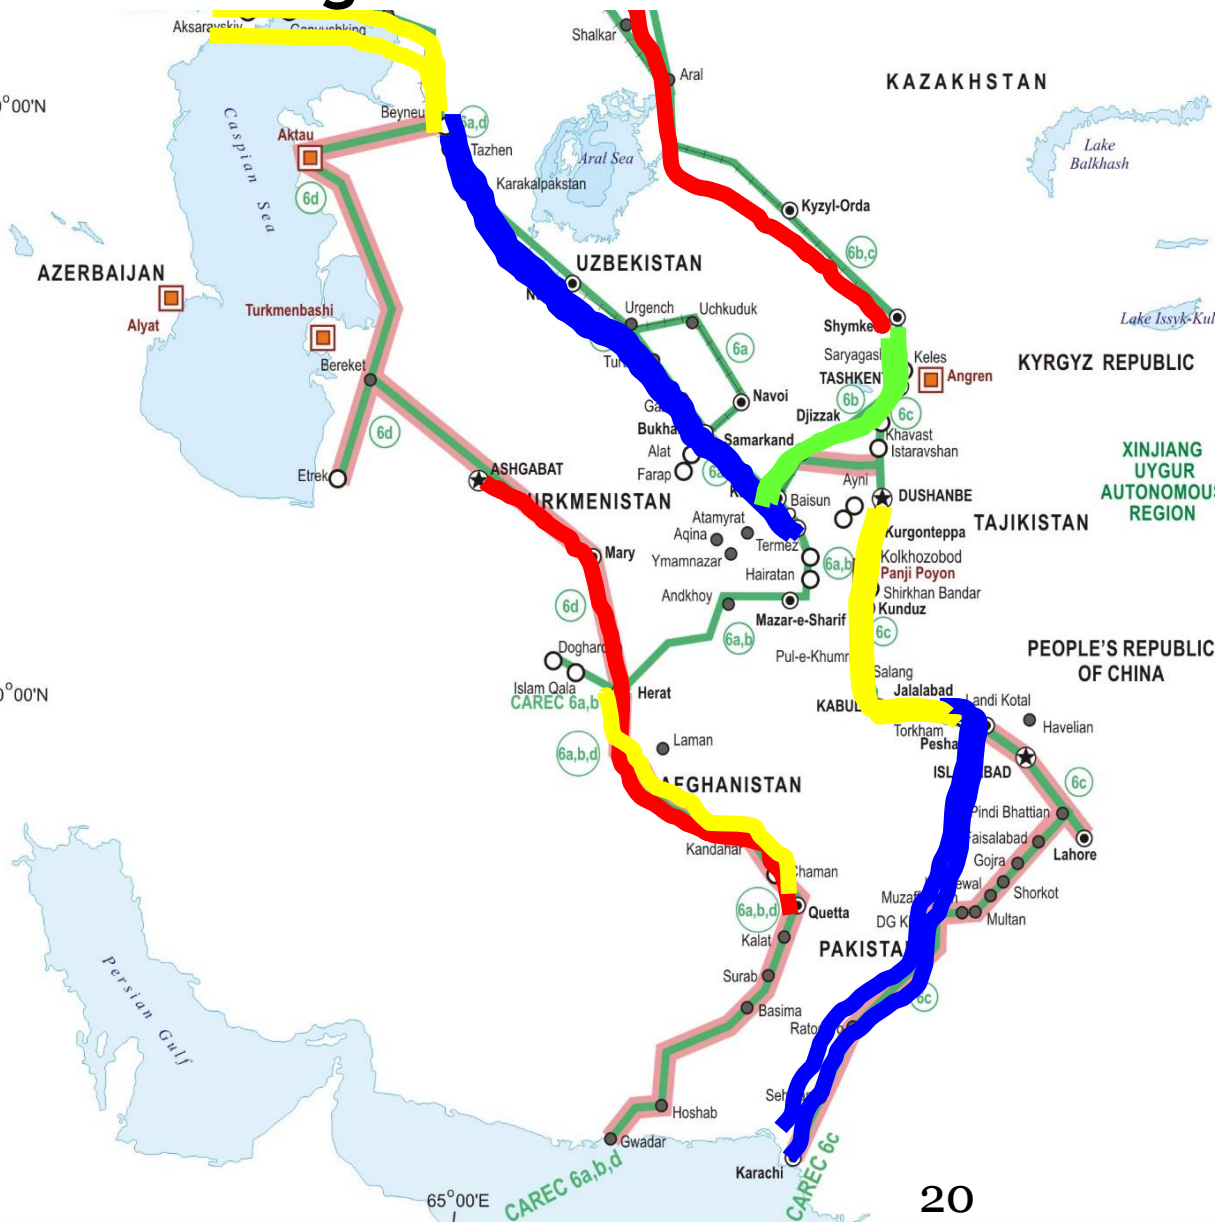 Aksarayskiy
Ganyushking
Shalkar
Aral
KAZAKHSTAN
Beyneu
6a,d
Aktau
Tazhen
Caspian Sea
Aral Sea
Lake
Balkhash
Karakalpakstan
6d
Kyzyl-Orda
6b,c
UZBEKISTAN
AZERBAIJAN
Turkmenbashi
Alyat
Urgench
Uchkuduk
Lake Issyk-Kul
Saryagash
Keles
KYRGYZ REPUBLIC
Bereket
6a
TASHKENT
Angren
Navoi
6b
6c
Djizzak
6d
Samarkand
Khavast
Istaravshan
Alat
Farap
XINJIANG
UYGUR
AUTONOMOUS
REGION
Etrek
ASHGABAT
Ayni
Baisun
DUSHANBE
TURKMENISTAN
Atamyrat
Aqina
Termez
TAJIKISTAN
Kurgonteppa
Mary
Ymamnazar
Kolkhozobod
Panji Poyon
Hairatan
6a,b
Shirkhan Bandar
Andkhoy
Kunduz
6d
Mazar-e-Sharif
6c
6a,b
Pul-e-Khumri
Salang
PEOPLE'S REPUBLIC
OF CHINA
Islam Qala
CAREC 6a,b
Herat
KABUL
Jalalabad
Landi Kotal
Torkham
Havelian
6a,b,d
Laman
AFGHANISTAN
6c
Pindi Bhattian
Faisalabad
Lahore
Gojra
Kandahar
Chaman
Shorkot
6a,b,d
Quetta
Multan
Kalat
PAKISTAN
Surab
Persian Gulf
6c
Basima
Hoshab
Gwadar
Karachi
CAREC 6a,b,d
CAREC 6c
65°00'E
20